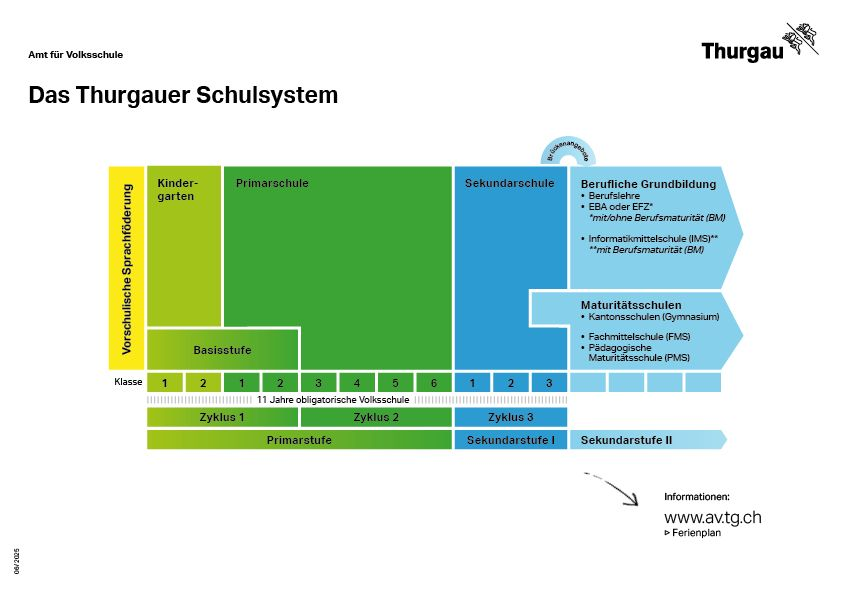 Amt für Volksschule
Thurgau
Das Thurgauer Schulsystem
Brückenangebote
Vorschulische Sprachföderung
Kinder-
garten
Primarschule
Sekundarschule
Berufliche Grundbildung
• Berufslehre
• EBA oder EFZ*
*mit/ohne Berufsmaturität (BM)
• Informatikmittelschule (IMS)**
**mit Berufsmaturität (BM)
Maturitätsschulen
• Kantonsschulen (Gymnasium)
• Fachmittelschule (FMS)
• Pädagogische
Maturitätsschule (PMS)
Basisstufe
Klasse 1 2 1 2 3 4 5 6 1 2 3
11 Jahre obligatorische Volksschule
Zyklus 1 Zyklus 2 Zyklus 3
Primarstufe Sekundarstufe I Sekundarstufe II
Informationen:
www.av.tg.ch
▹ Ferienplan
06/2025